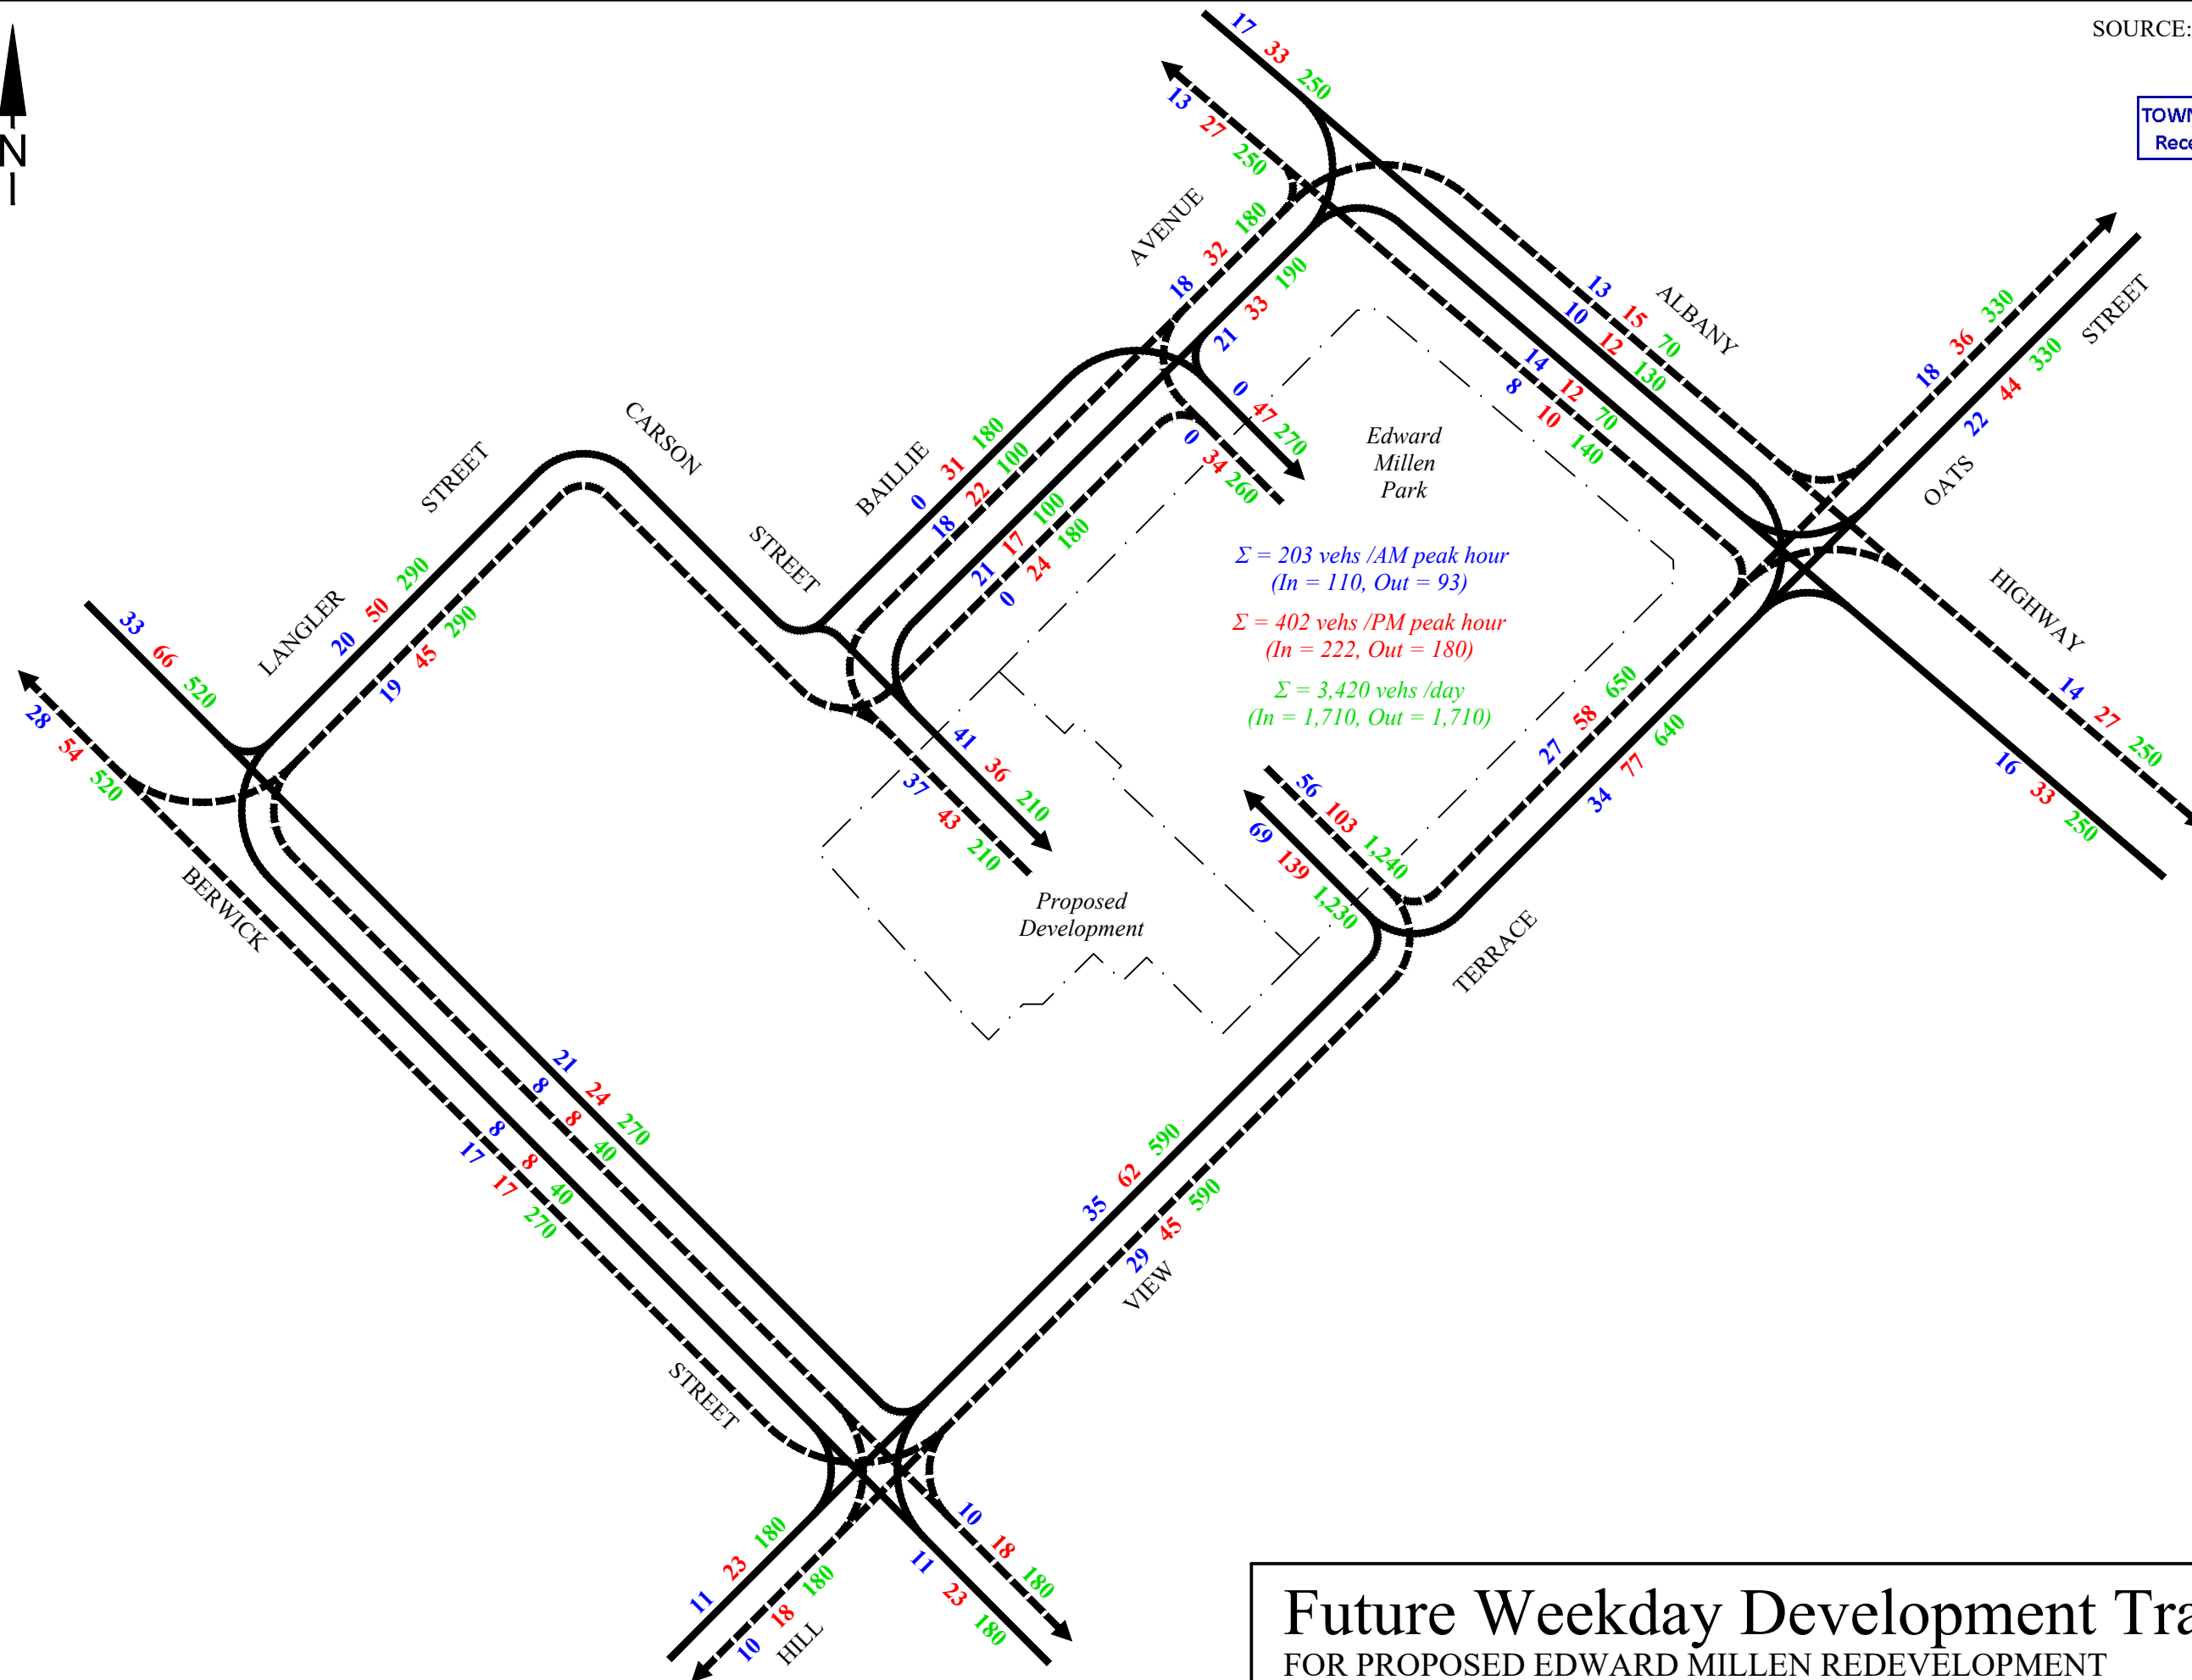 SOURCE:
N
TOWN
Rece
17 33 250
13 27 250
AVENUE
18 32 180
21 33 190
13 15 70
10 12 130
14 12 70
8 10 140
ALBANY
18 36 330
22 44 330
STREET
OATS
HIGHWAY
14 27 250
16 33 250
0 47 270
0 34 260
Edward
Millen
Park
CARSON
STREET
STREET
LANGLER
BAILLIE
0 31 180
18 22 100
21 17 100
0 24 180
20 50 290
19 45 290
33 66 520
28 54 520
Σ = 203 vehs /AM peak hour
(In = 110, Out = 93)
Σ = 402 vehs /PM peak hour
(In = 222, Out = 180)
Σ = 3,420 vehs /day
(In = 1,710, Out = 1,710)
41 36 210
37 43 210
27 58 650
34 77 640
56 103 1,240
69 139 1,230
Proposed
Development
BERWICK
TERRACE
21 24 270
8 8 40
8 8 40
17 17 270
35 62 590
29 45 590
VIEW
STREET
11 23 180
10 18 180
HILL
10 18 180
11 23 180
Future Weekday Development Tra
FOR PROPOSED EDWARD MILLEN REDEVELOPMENT